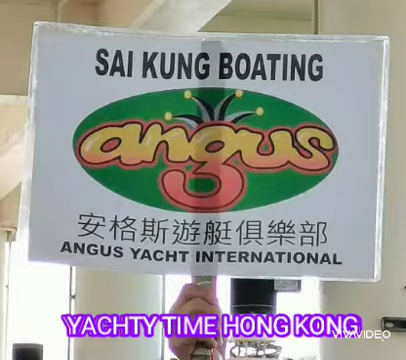 SAI KUNG BOATING
angus
安格斯遊艇俱樂部
ANGUS YACHT INTERNATIONAL
YACHTY TIME HONG KONG
VIVAVIDEO